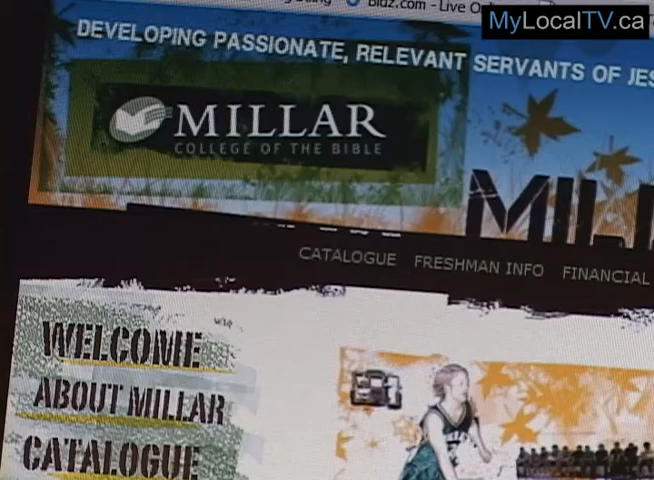 Bidz.com - Live O
MyLocalTV.ca
DEVELOPING PASSIONATE, RELEVANT SERVANTS OF JES
MILLAR
COLLEGE OF THE BIBLE
MIL
CATALOGUE FRESHMAN INFO FINANCIAL
WELCOME
ABOUT MILLAR
CATALOGUE